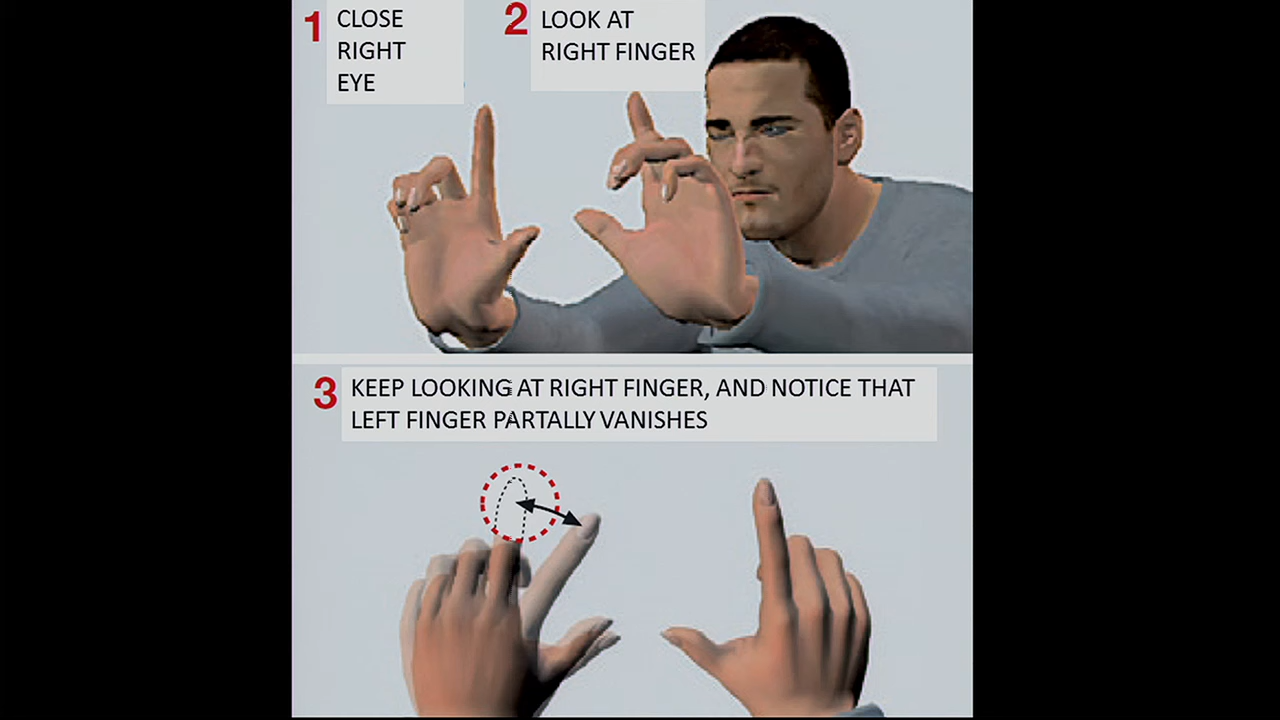 1 CLOSE
RIGHT
EYE
2 LOOK AT
RIGHT FINGER
3 KEEP LOOKING AT RIGHT FINGER, AND NOTICE THAT
LEFT FINGER PARTALLY VANISHES